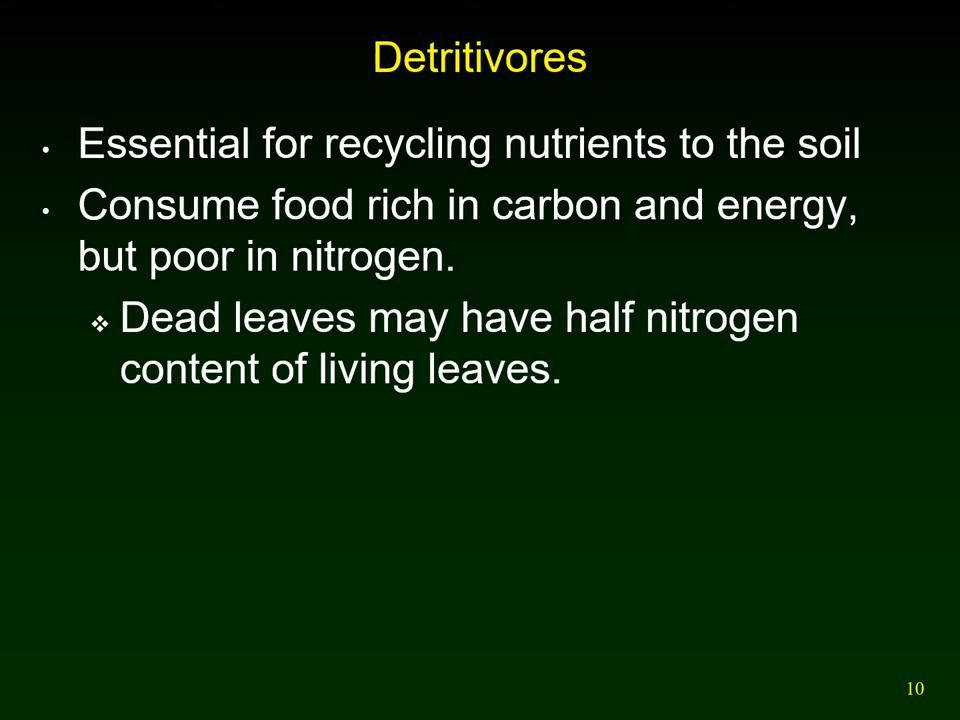 Detritivores
• Essential for recycling nutrients to the soil
• Consume food rich in carbon and energy,
but poor in nitrogen.
❖ Dead leaves may have half nitrogen
content of living leaves.
10